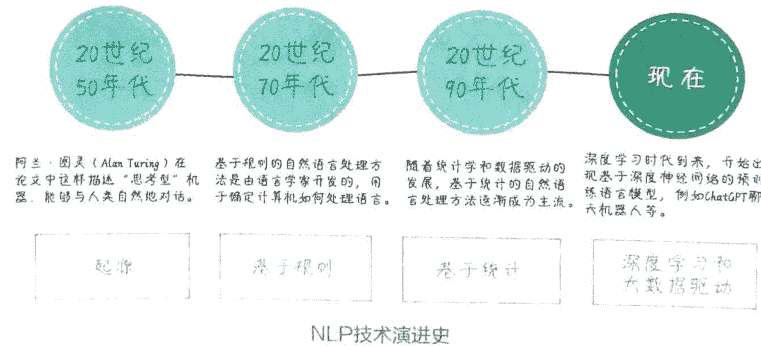 20世纪
50年代
20世纪
70年代
20世纪
90年代
现在
阿兰·图灵（Alan Turing）在
论文中这样描述“思考型”机
器，能够与人类自然地对话。
基于规则的自然语言处理方
法是由语言学家开发的，用
于确定计算机如何处理语言。
随着统计学和数据驱动的
发展，基于统计的自然语
言处理方法逐渐成为主流。
深度学习时代到来，开始出
现基于深度神经网络的预训
练语言模型，例如ChatGPT聊
天机器人等。
起源
基于规则
基于统计
深度学习和
大数据驱动
NLP技术演进史